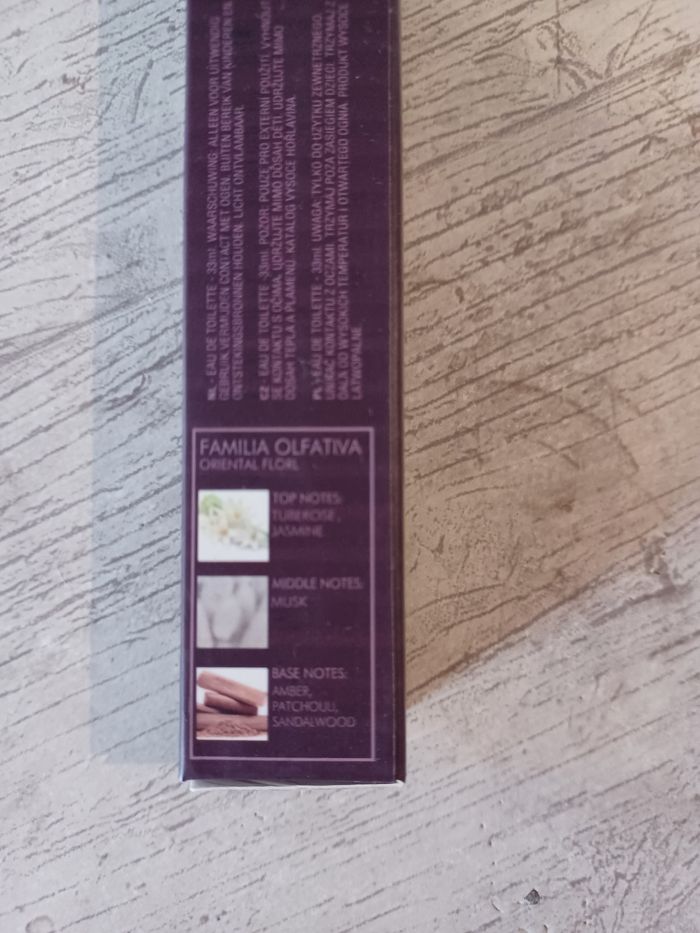 NL - EAU DE TOILETTE - 33ml. WAARSCHUWING. ALLEEN VOOR UITWENDIG
GEBRUIK. VERMIJDEN CONTACT MET OGEN. BUITEN BEREIK VAN KINDEREN EN
ONTSTEKINGSBRONNEN HOUDEN. LICHT ONTVLAMBAAR.
CZ - EAU DE TOILETTE 33ml. POZOR. POUZE PRO EXTERNÍ POUŽITÍ. VYHNOUT
SE KONTAKTU S OČIMA. UDRŽUJTE MIMO DOSAH DĚTÍ. UDRŽUJTE MIMO
DOSAH TEPLA A PLAMENU. KATALOG VYSOCE HOŘLAVINA.
PL - EAU DE TOILETTE - 33ml. UWAGA: TYLKO DO UŻYTKU ZEWNĘTRZNEGO.
UNIKAĆ KONTAKTU Z OCZAMI. TRZYMAJ POZA ZASIĘGIEM DZIECI. TRZYMAJ Z
DALA OD WYSOKICH TEMPERATUR I OTWARTEGO OGNIA. PRODUKT WYSOCE
ŁATWOPALNE.
FAMILIA OLFATIVA
ORIENTAL FLORL
TOP NOTES:
TUBEROSE,
JASMINE
MIDDLE NOTES:
MUSK
BASE NOTES:
AMBER,
PATCHOULI,
SANDALWOOD